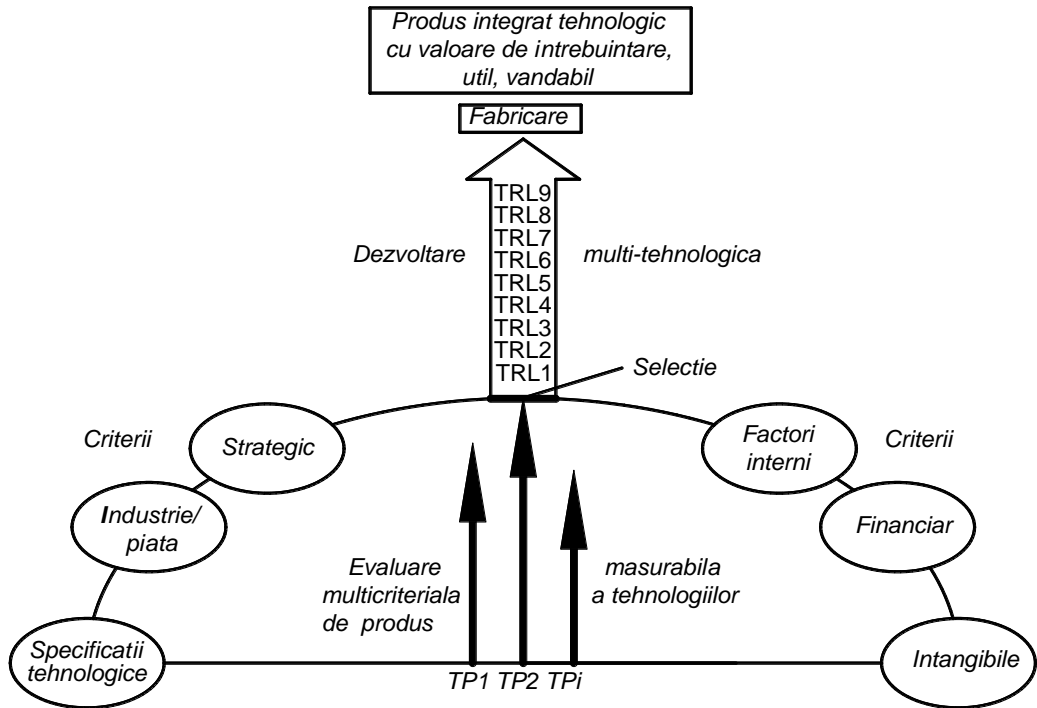 Produs integrat tehnologic
cu valoare de intrebuintare,
util, vandabil
Fabricare
TRL9
TRL8
TRL7
Dezvoltare
multi-tehnologica
TRL6
TRL5
TRL4
TRL3
TRL2
TRL1
Selectie
Criterii
Strategic
Factori
interni
Criterii
Industrie/
piata
Financiar
Evaluare
multicriteriala
de produs
masurabila
a tehnologiilor
Specificatii
tehnologice
TP1 TP2 TPi
Intangibile